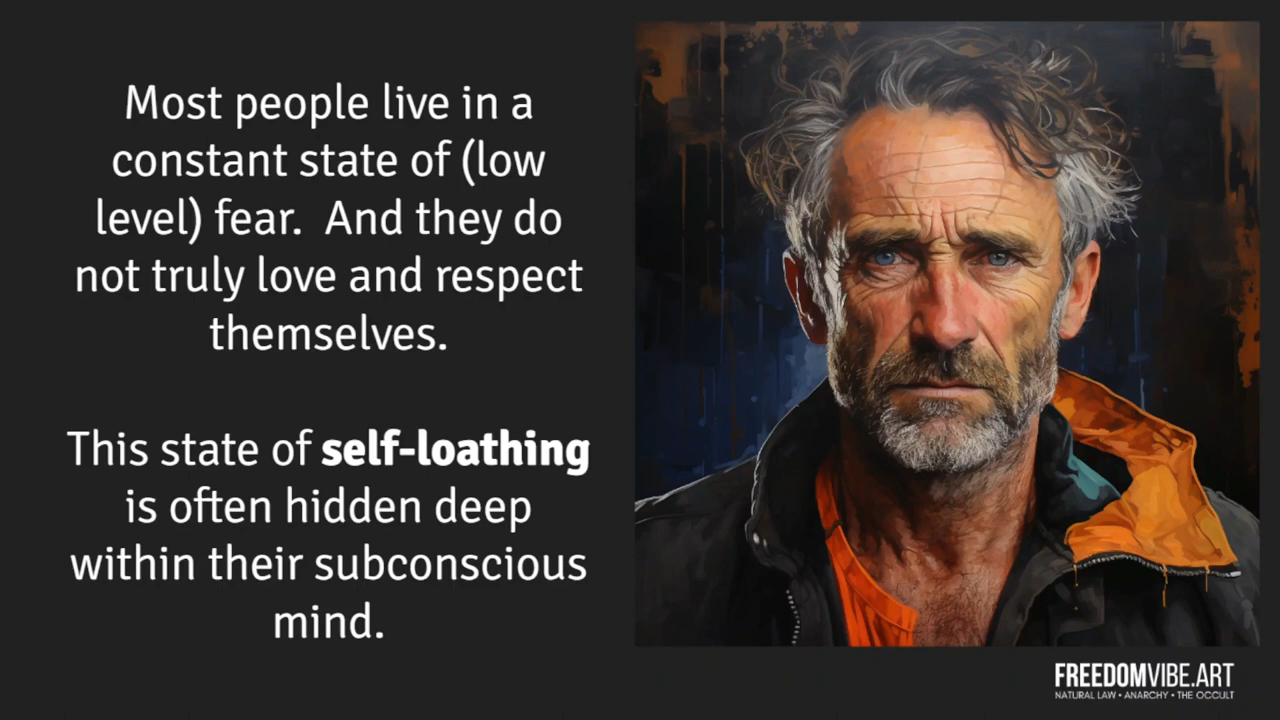 Most people live in a
constant state of (low
level) fear.  And they do
not truly love and respect
themselves.
This state of self-loathing
is often hidden deep
within their subconscious
mind.
FREEDOMVIBE.ART
NATURAL LAW • ANARCHY • THE OCCULT